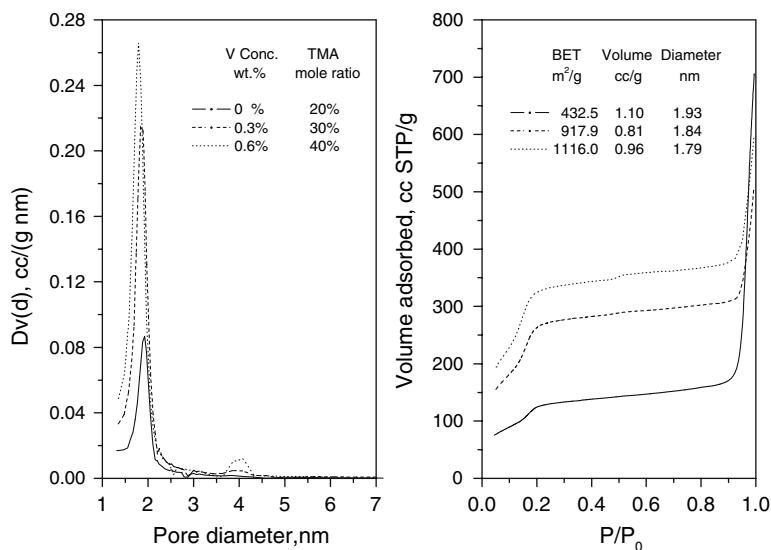 0.28
0.24
0.20
0.16
0.12
0.08
0.04
0.00
Dv(d), cc/(g nm)
V Conc. TMA
wt.% mole ratio
0 % 20%
0.3% 30%
0.6% 40%
1 2 3 4 5 6 7
Pore diameter,nm
800
700
600
500
400
300
200
100
0
Volume adsorbed, cc STP/g
BET Volume Diameter
m²/g cc/g nm
432.5 1.10 1.93
917.9 0.81 1.84
1116.0 0.96 1.79
0.0 0.2 0.4 0.6 0.8 1.0
P/P₀